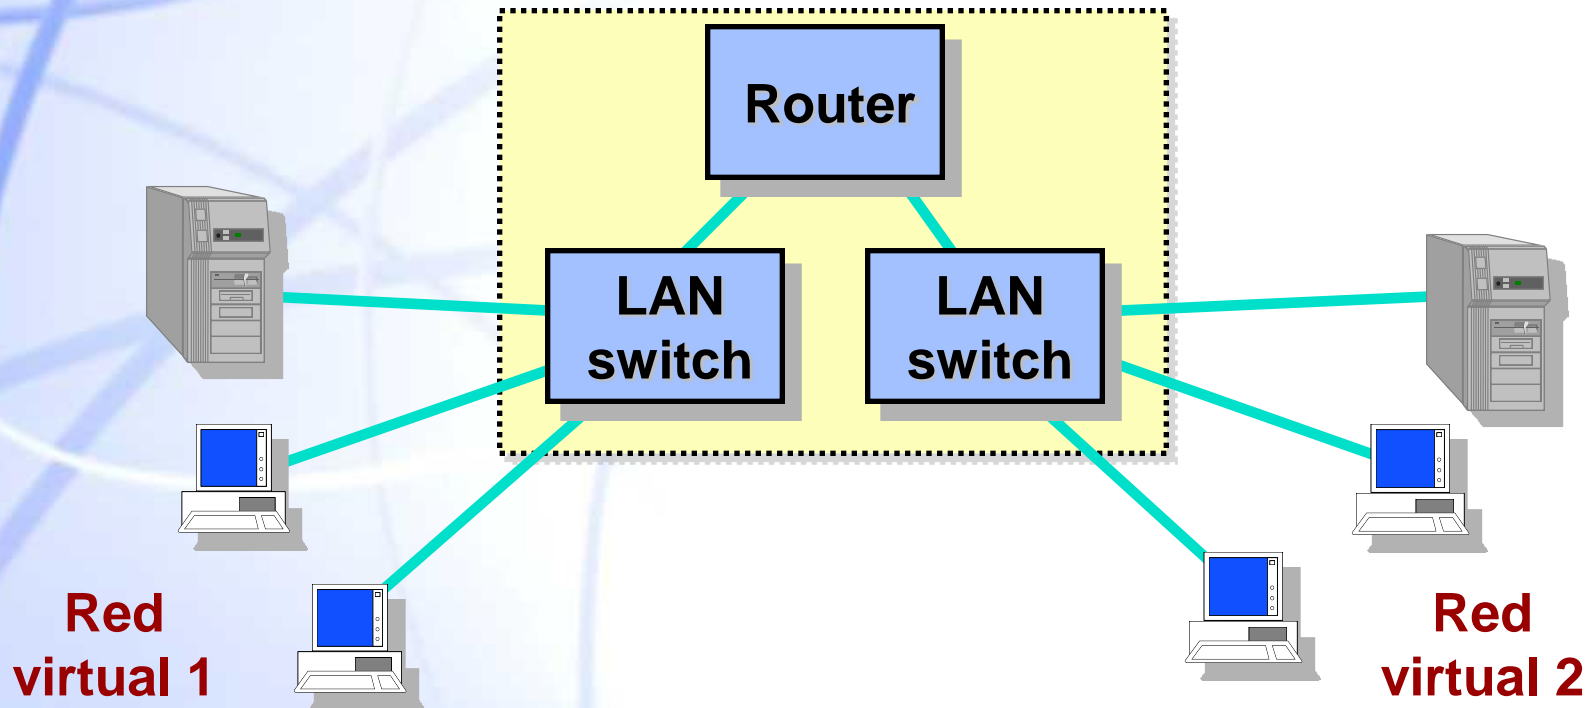 Router
LAN
switch
LAN
switch
Red
virtual 1
Red
virtual 2